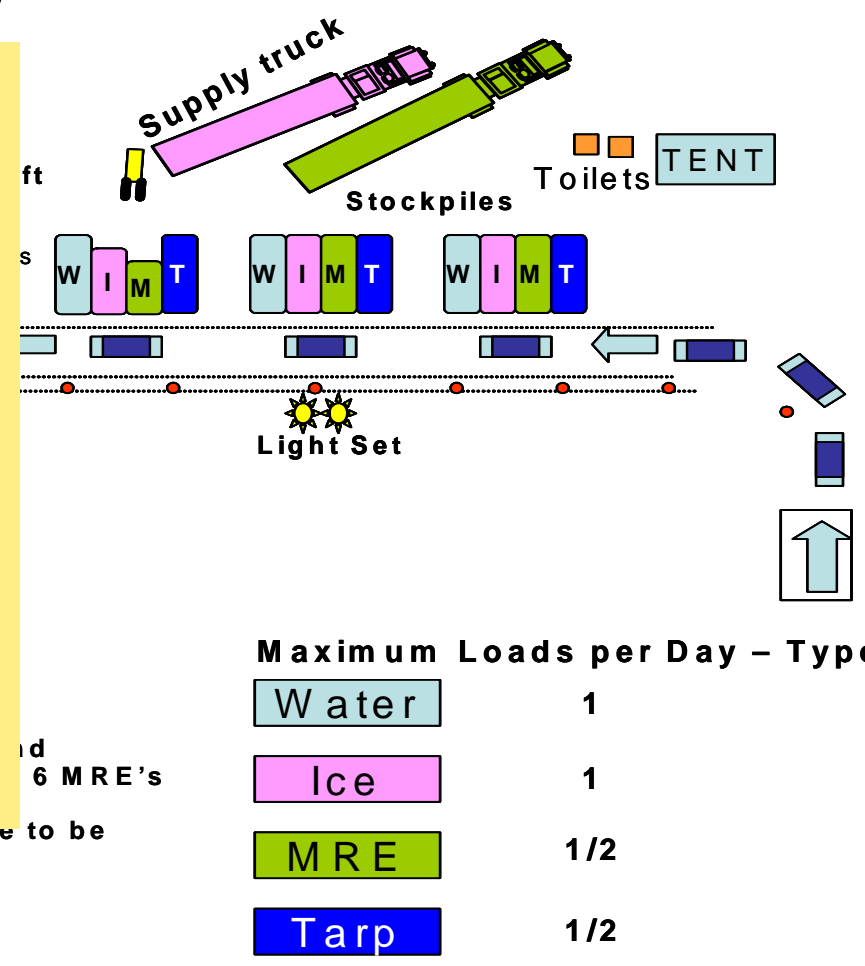 Supply truck
ft
Toilets
TENT
Stockpiles
s
W I M T
W I M T
W I M T
Light Set
Maximum Loads per Day – Type
Water 1
Ice 1
nd
6 MRE's
MRE 1/2
e to be
Tarp 1/2